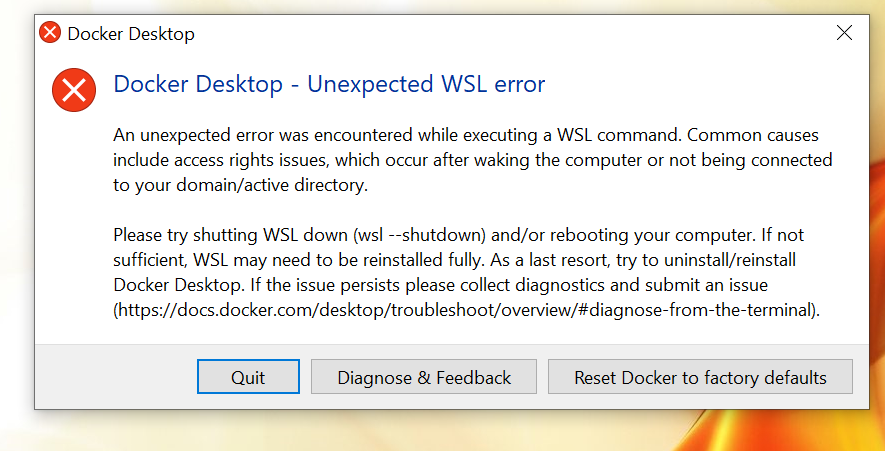 Docker Desktop
Docker Desktop - Unexpected WSL error
An unexpected error was encountered while executing a WSL command. Common causes
include access rights issues, which occur after waking the computer or not being connected
to your domain/active directory.
Please try shutting WSL down (wsl --shutdown) and/or rebooting your computer. If not
sufficient, WSL may need to be reinstalled fully. As a last resort, try to uninstall/reinstall
Docker Desktop. If the issue persists please collect diagnostics and submit an issue
(https://docs.docker.com/desktop/troubleshoot/overview/#diagnose-from-the-terminal).
Quit
Diagnose & Feedback
Reset Docker to factory defaults